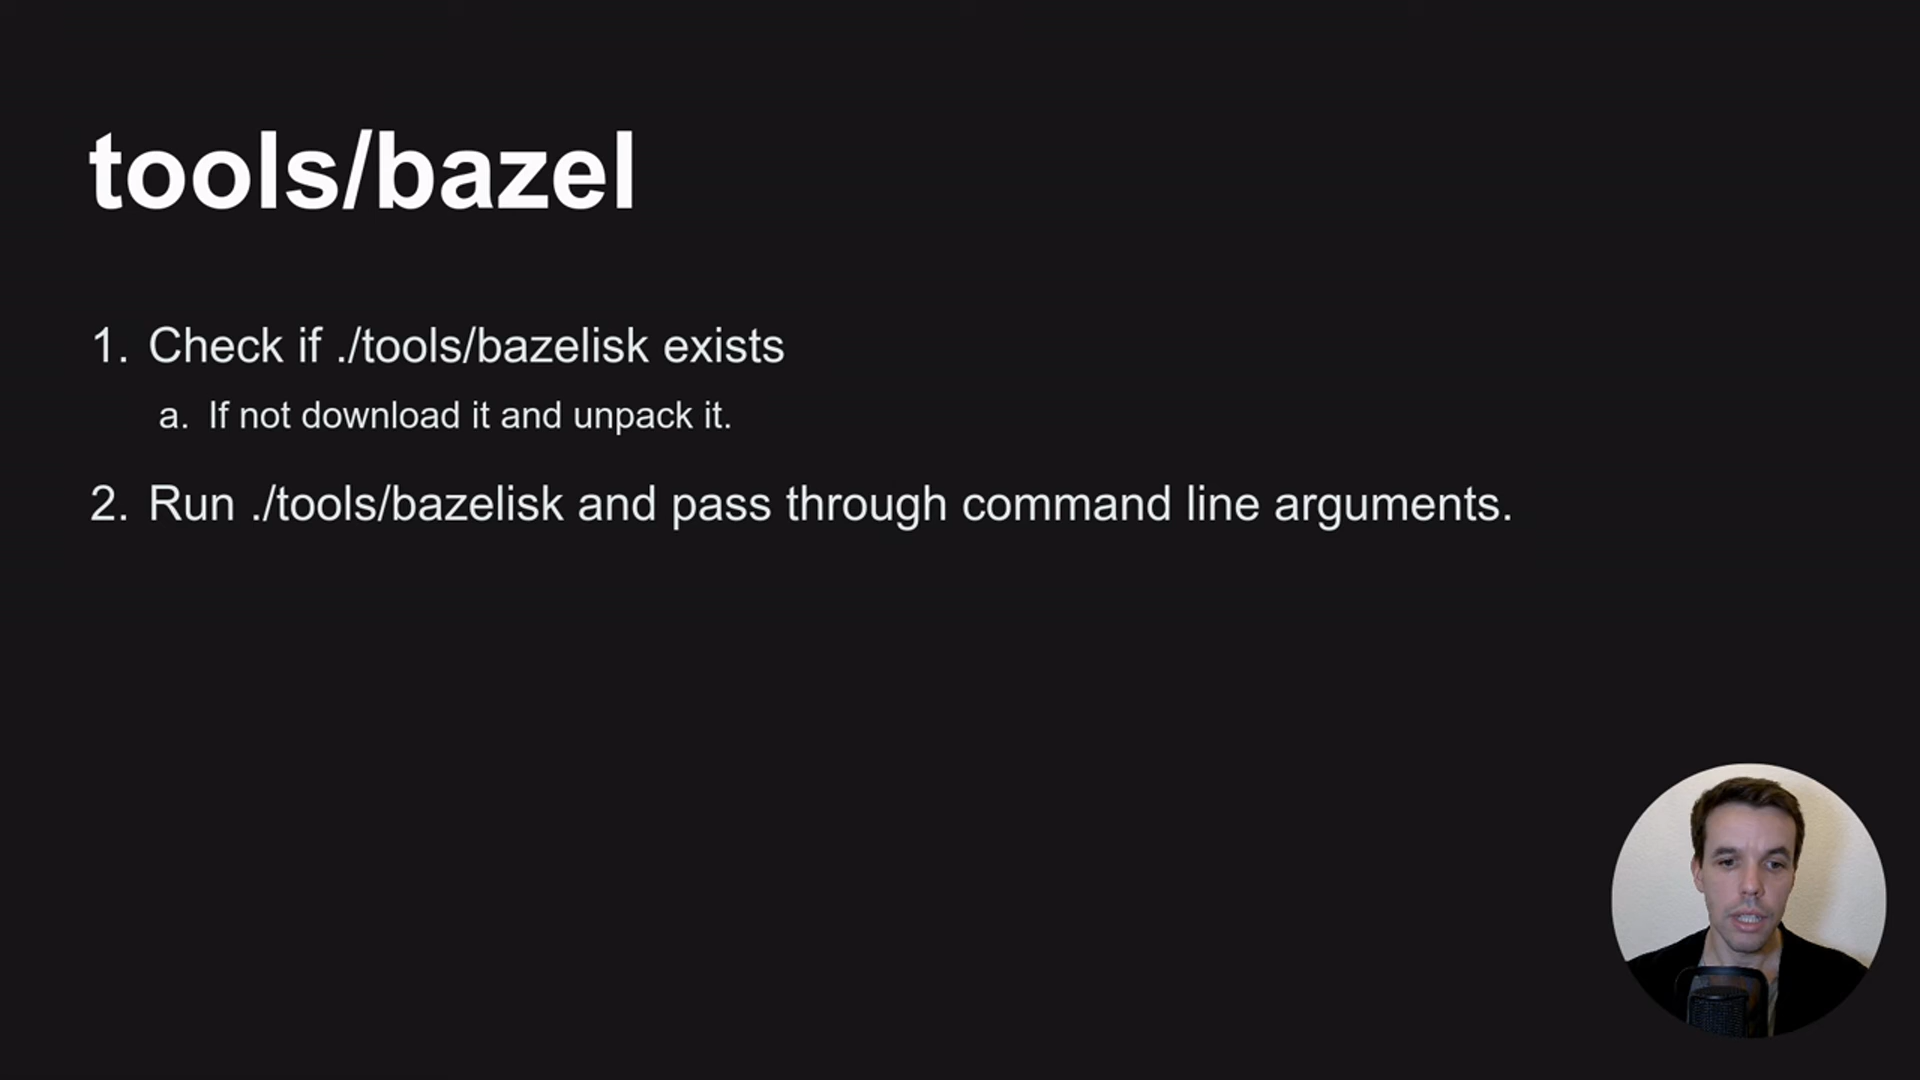 tools/bazel
1. Check if ./tools/bazelisk exists
a. If not download it and unpack it.
2. Run ./tools/bazelisk and pass through command line arguments.